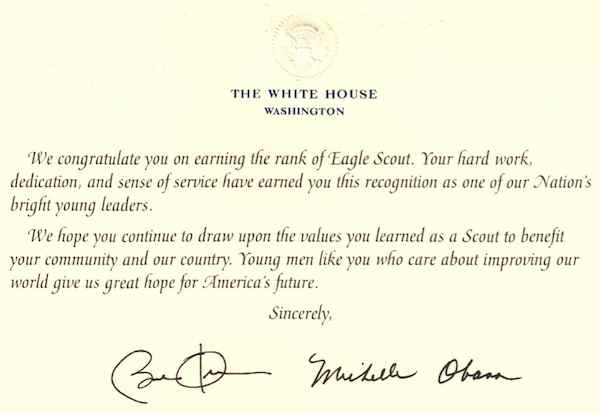 THE WHITE HOUSE
WASHINGTON
We congratulate you on earning the rank of Eagle Scout. Your hard work,
dedication, and sense of service have earned you this recognition as one of our Nation's
bright young leaders.
We hope you continue to draw upon the values you learned as a Scout to benefit
your community and our country. Young men like you who care about improving our
world give us great hope for America's future.
Sincerely,
Michelle Obama